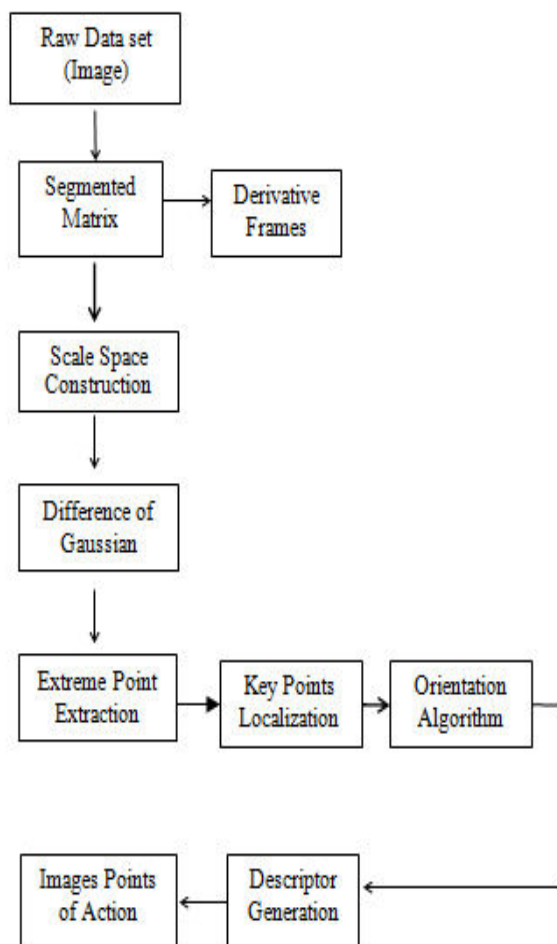 Raw Data set
(Image)
Segmented
Matrix
Derivative
Frames
Scale Space
Construction
Difference of
Gaussian
Extreme Point
Extraction
Key Points
Localization
Orientation
Algorithm
Images Points
of Action
Descriptor
Generation